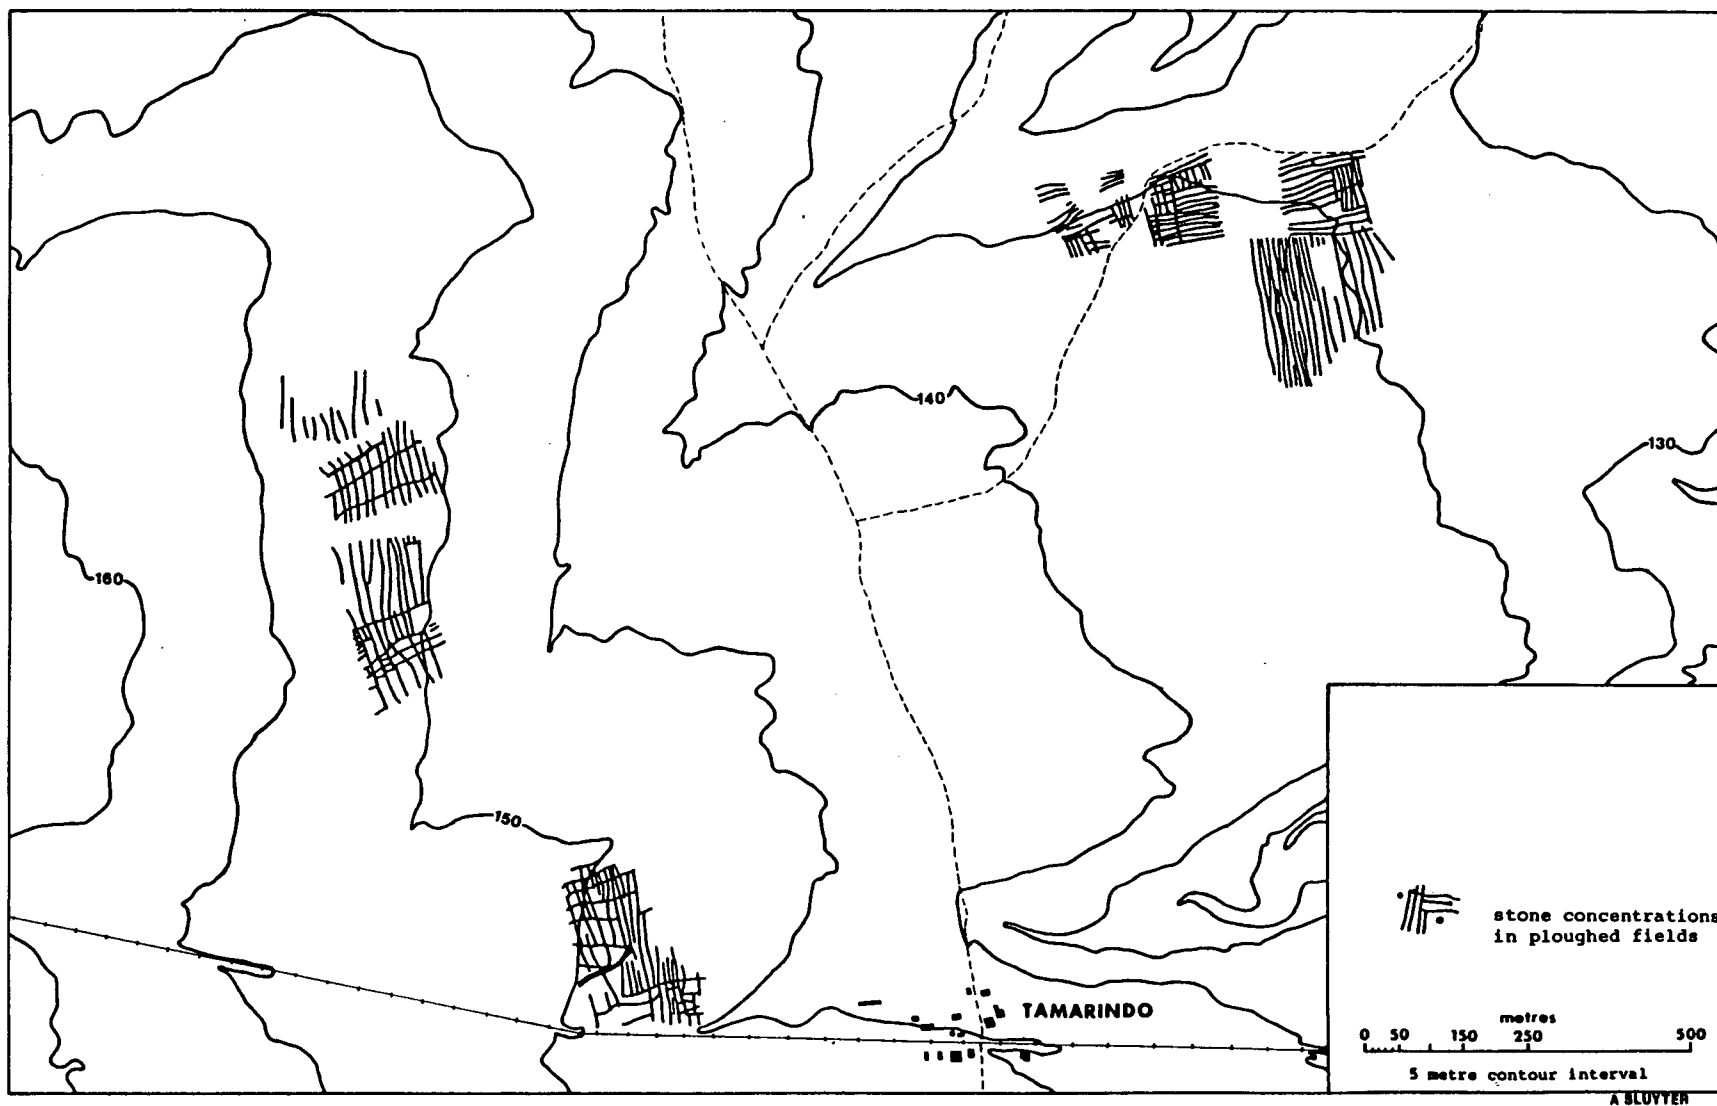 140
130
160
150
TAMARINDO
stone concentrations
in ploughed fields
metres
0 50 150 250 500
5 metre contour interval
A SLUYTER